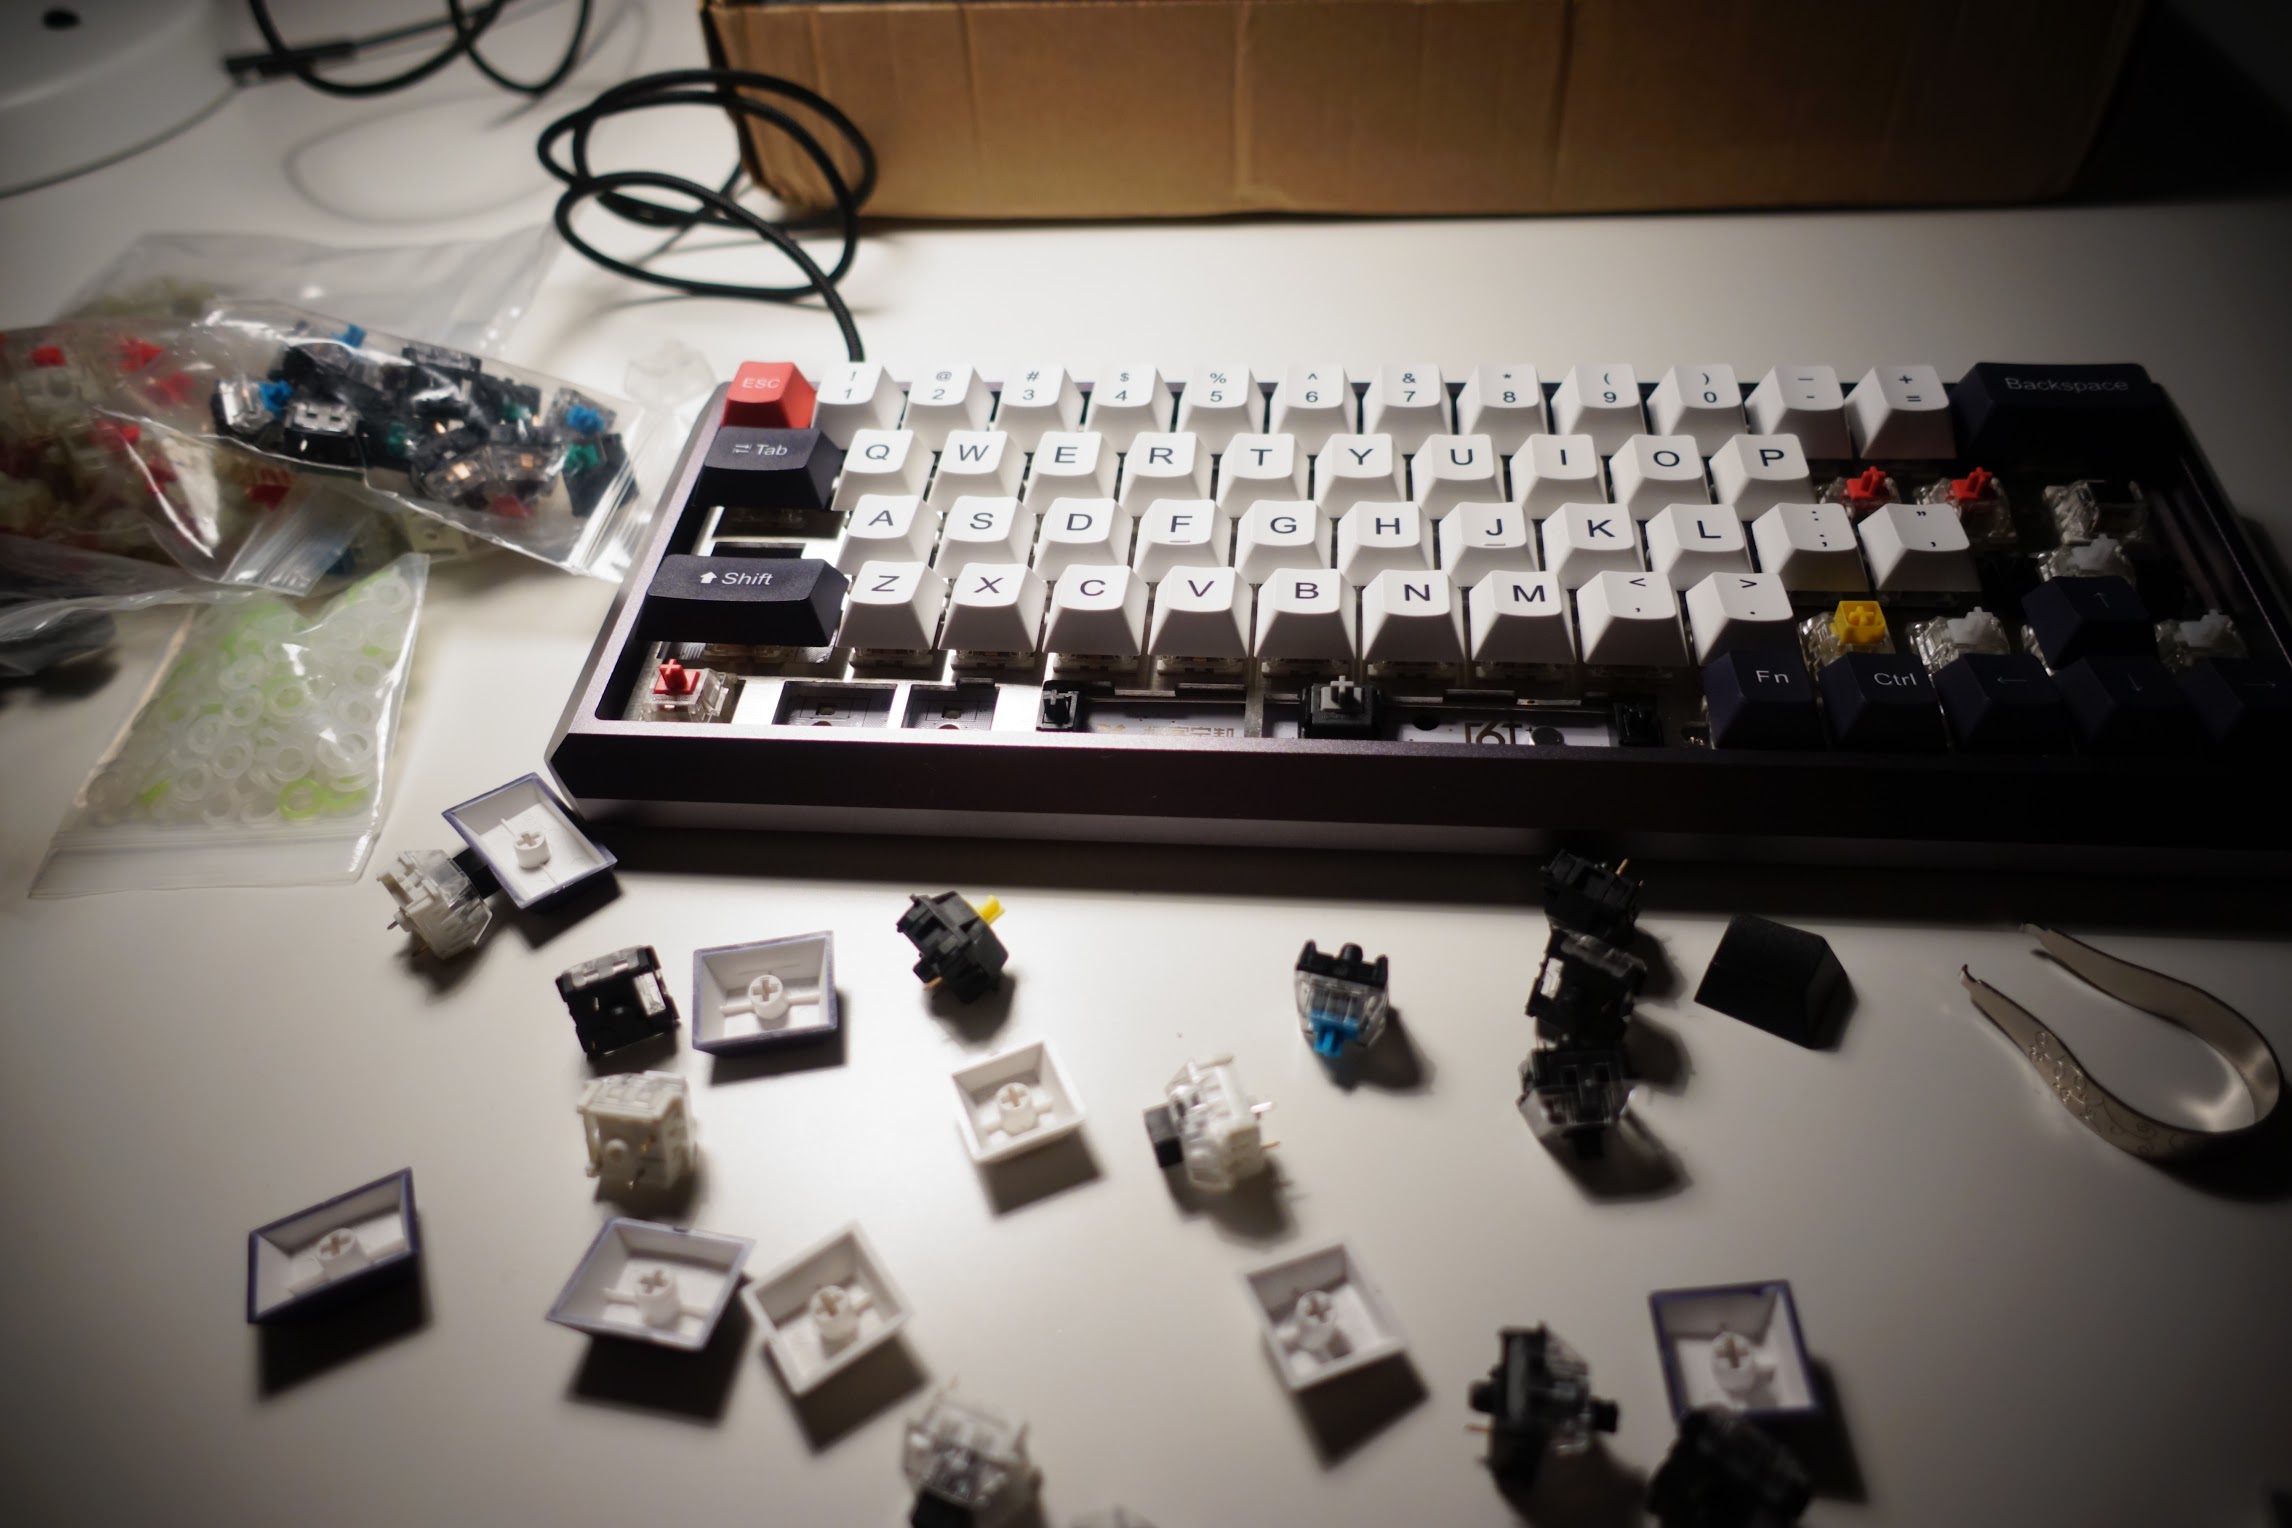 ESC ! 1 @ 2 # 3 $ 4 % 5 ^ 6 & 7 * 8 ( 9 ) 0 — - + = Backspace
⇄ Tab Q W E R T Y U I O P
A S D F G H J K L : ; " '
⬆ Shift Z X C V B N M < , > . ↑
Fn Ctrl ← ↓ →